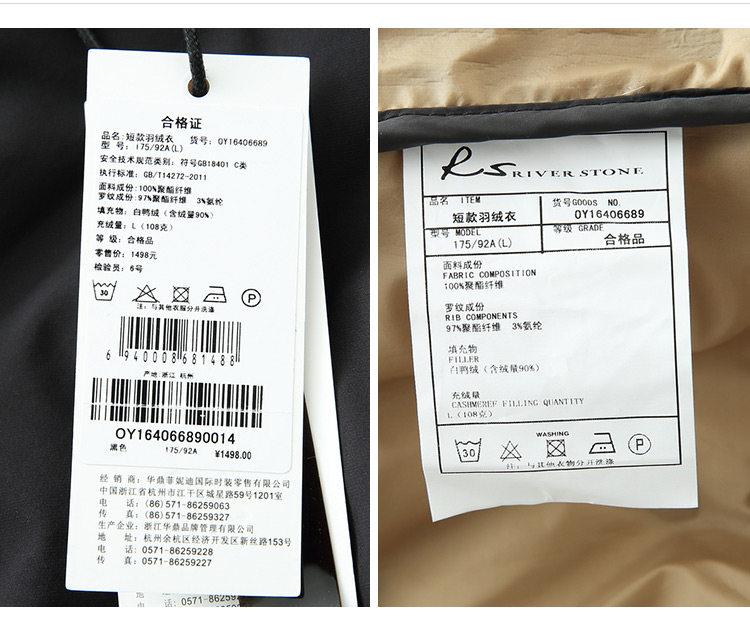 合格证
品名: 短款羽绒衣 货号: OY16406689
型 号: 175/92A(L)
安全技术规范类别: 符号GB18401 C类
执行标准: GB/T14272-2011
面料成份:100%聚酯纤维
罗纹成份:97%聚酯纤维 3%氨纶
填充物: 白鸭绒 (含绒量90%)
充绒量: L (108克)
等 级: 合格品
零售价: 1498元
检验员: 6号
30 P
注: 与其他衣服分开洗涤
6 940008 681488
产地:浙江 杭州
OY164066890014
黑色 175/92A ¥1498.00
经 销 商: 华鼎菲妮迪国际时装零售有限公司
中国浙江省杭州市江干区凤起东路59号1201室
电 话: (86)571-86259063
传 真: (86)571-86259327
生产企业: 浙江华鼎品牌管理有限公司
地 址: 杭州余杭区经济开发区新丝路153号
电 话: 0571-86259228
传 真: 0571-86259227
0571-86259228
Rs RIVER STONE
品名 ITEM 货号GOODS NO.
短款羽绒衣 OY16406689
型号 MODEL 等级 GRADE
175/92A(L) 合格品
面料成份
FABRIC COMPOSITION
100%聚酯纤维
罗纹成份
RIB COMPONENTS
97%聚酯纤维 3%氨纶
填充物
FILLER
白鸭绒 (含绒量90%)
充绒量
CASHMEREF FILLING QUANTITY
L (108克)
WASHING
30 P
注: 与其他衣物分开洗涤